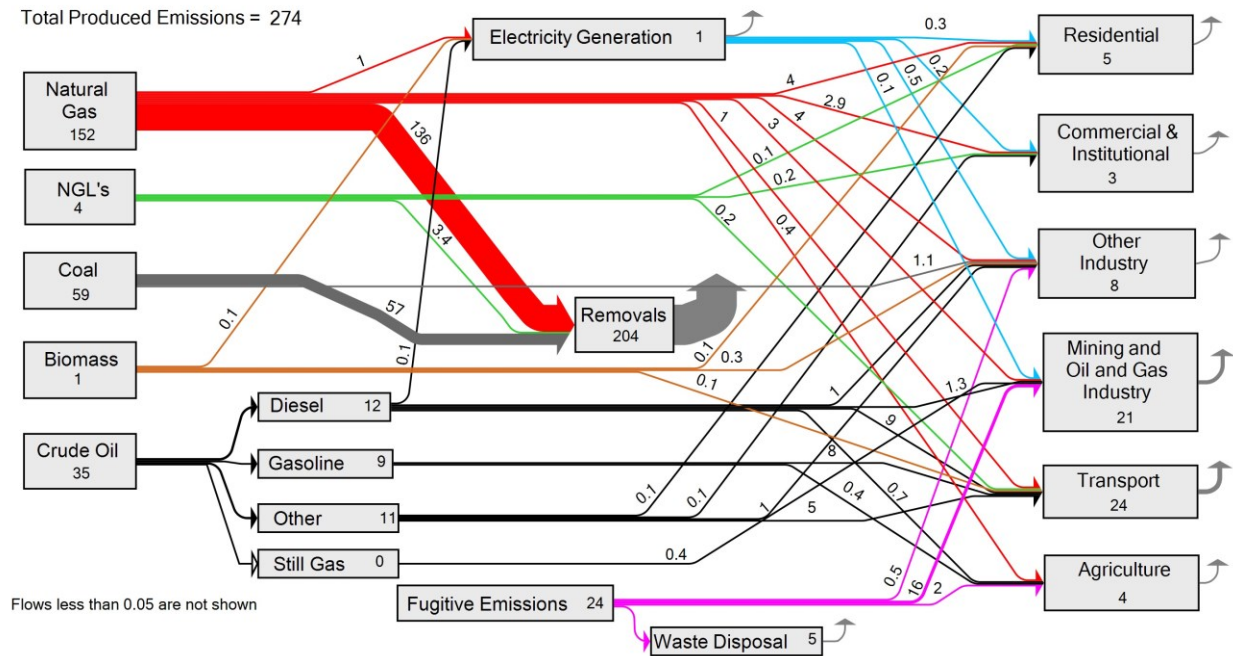 Total Produced Emissions = 274
Electricity Generation 1
Residential
5
Natural
Gas
152
Commercial &
Institutional
3
NGL's
4
Other
Industry
8
Coal
59
Removals
204
Biomass
1
Mining and
Oil and Gas
Industry
21
Diesel 12
Crude Oil
35
Gasoline 9
Transport
24
Other 11
Still Gas 0
Agriculture
4
Flows less than 0.05 are not shown
Fugitive Emissions 24
Waste Disposal 5
1
0.3
0.2
0.5
0.1
4
2.9
136
1
3
4
0.1
0.2
0.2
0.4
3.4
1.1
57
0.1
0.1
0.1
0.3
0.1
1
1.3
9
8
0.4
0.7
0.1
0.1
1
5
0.4
0.5
16
2